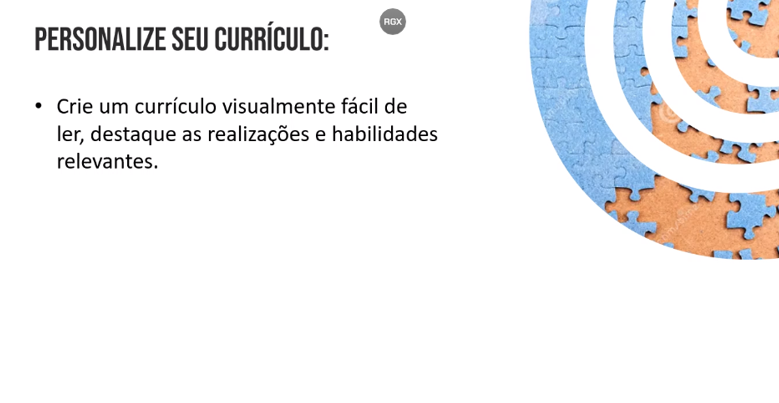 RGX
PERSONALIZE SEU CURRÍCULO:
• Crie um currículo visualmente fácil de
ler, destaque as realizações e habilidades
relevantes.